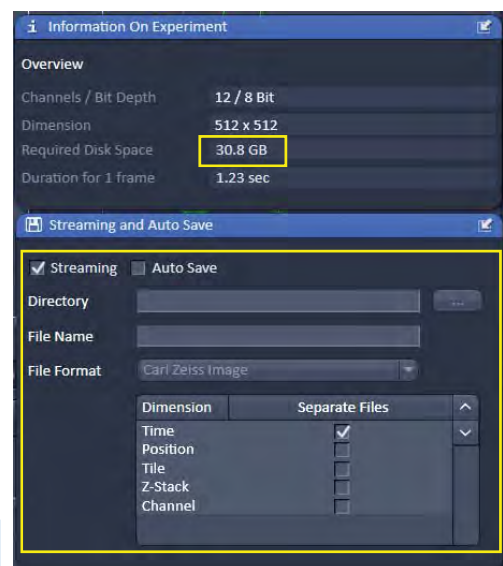 i Information On Experiment
Overview
Channels / Bit Depth 12 / 8 Bit
Dimension 512 x 512
Required Disk Space 30.8 GB
Duration for 1 frame 1.23 sec
Streaming and Auto Save
Streaming Auto Save
Directory ...
File Name
File Format Carl Zeiss Image
Dimension Separate Files
Time
Position
Tile
Z-Stack
Channel